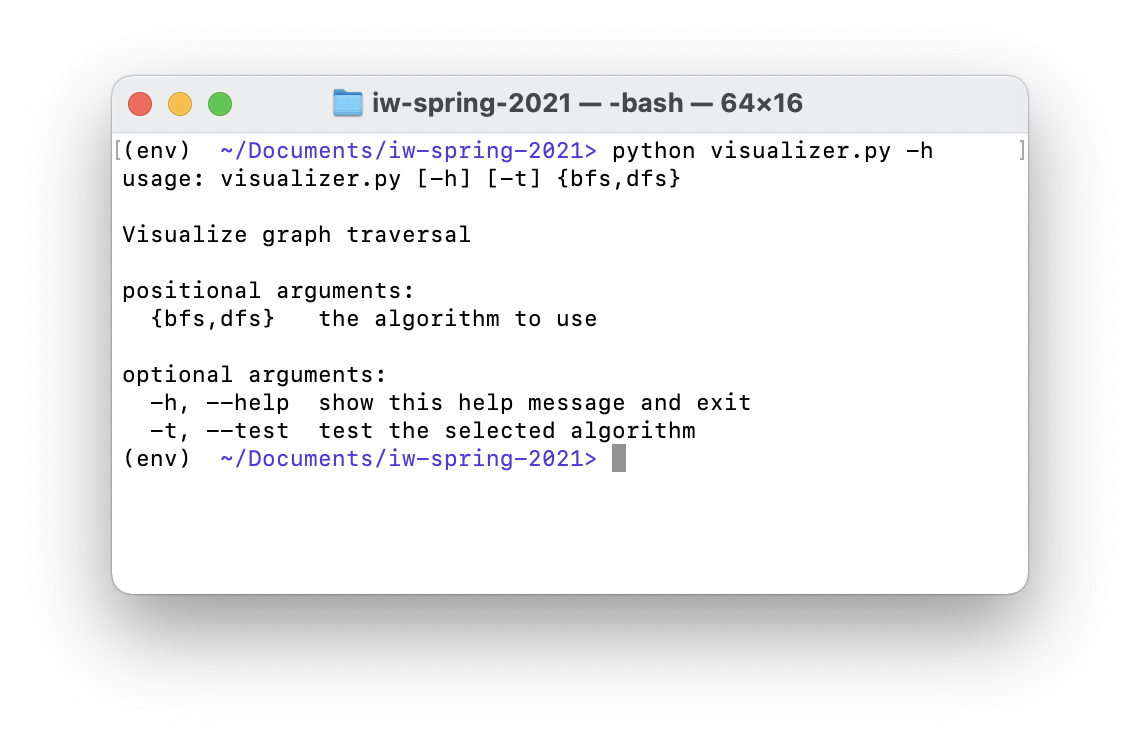 iw-spring-2021 — -bash — 64×16
[(env)  ~/Documents/iw-spring-2021> python visualizer.py -h ]
usage: visualizer.py [-h] [-t] {bfs,dfs}
Visualize graph traversal
positional arguments:
  {bfs,dfs}   the algorithm to use
optional arguments:
  -h, --help  show this help message and exit
  -t, --test  test the selected algorithm
(env)  ~/Documents/iw-spring-2021>